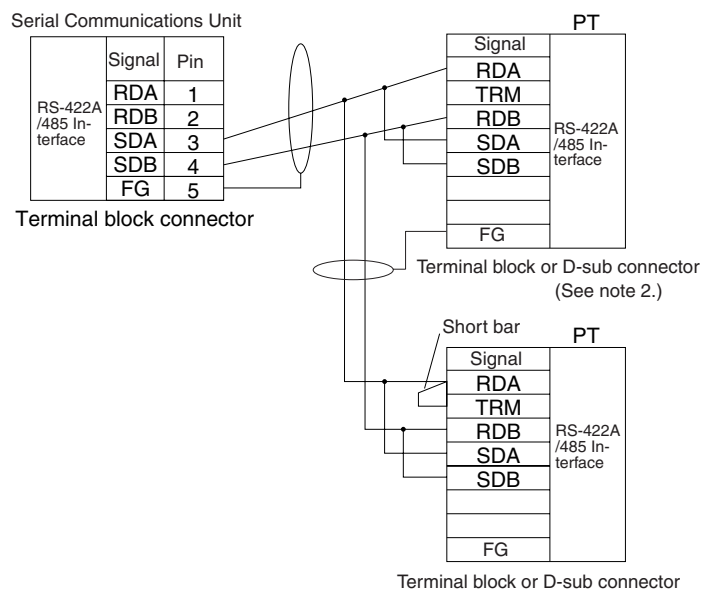 Serial Communications Unit
RS-422A
/485 In-
terface
Signal Pin
RDA 1
RDB 2
SDA 3
SDB 4
FG 5
Terminal block connector
PT
Signal
RDA
TRM
RDB
SDA
SDB
FG
RS-422A
/485 In-
terface
Terminal block or D-sub connector
(See note 2.)
Short bar
PT
Signal
RDA
TRM
RDB
SDA
SDB
FG
RS-422A
/485 In-
terface
Terminal block or D-sub connector